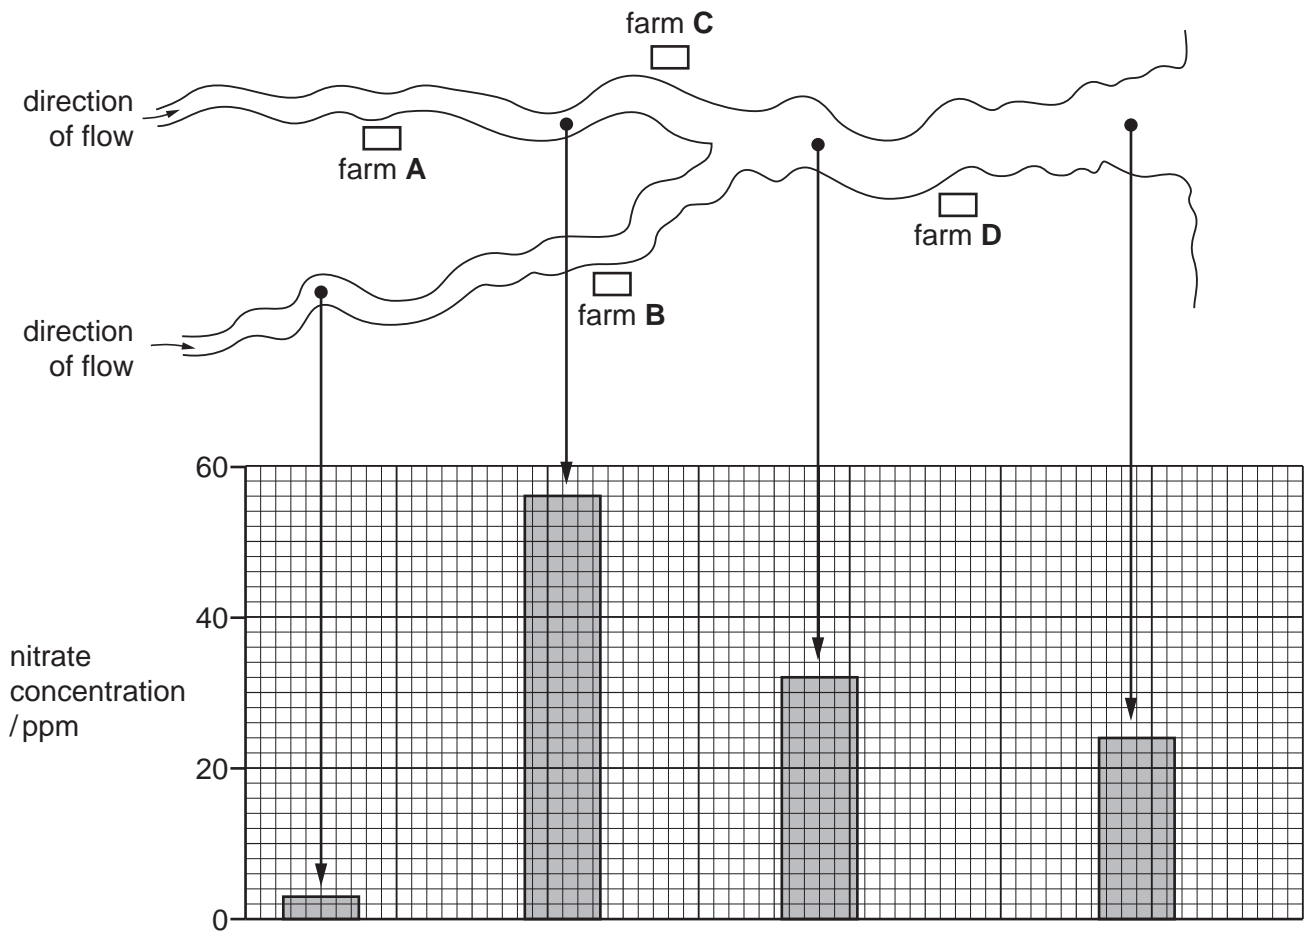 farm C
direction
of flow
farm A
farm D
farm B
direction
of flow
60
40
nitrate
concentration
/ ppm
20
0